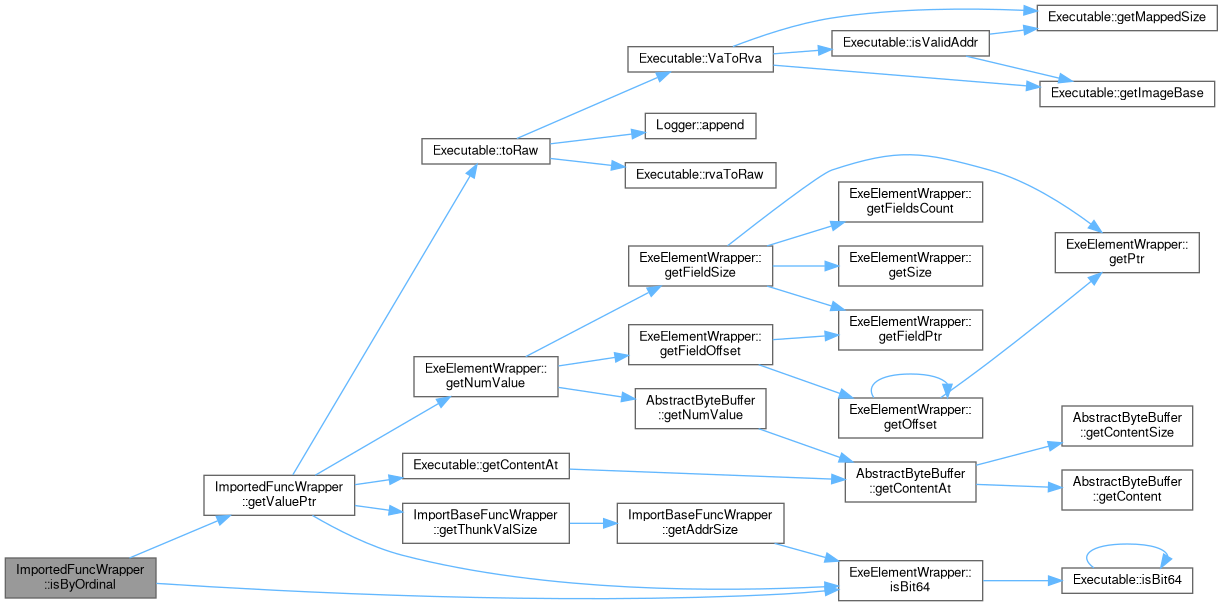 Executable::getMappedSize
Executable::isValidAddr
Executable::VaToRva
Executable::getImageBase
Logger::append
Executable::toRaw
Executable::rvaToRaw
ExeElementWrapper::
getFieldsCount
ExeElementWrapper::
getPtr
ExeElementWrapper::
getFieldSize
ExeElementWrapper::
getSize
ExeElementWrapper::
getFieldPtr
ExeElementWrapper::
getFieldOffset
ExeElementWrapper::
getNumValue
AbstractByteBuffer
::getNumValue
ExeElementWrapper::
getOffset
AbstractByteBuffer
::getContentSize
Executable::getContentAt
AbstractByteBuffer
::getContentAt
AbstractByteBuffer
::getContent
ImportedFuncWrapper
::getValuePtr
ImportBaseFuncWrapper
::getThunkValSize
ImportBaseFuncWrapper
::getAddrSize
ImportedFuncWrapper
::isByOrdinal
ExeElementWrapper::
isBit64
Executable::isBit64